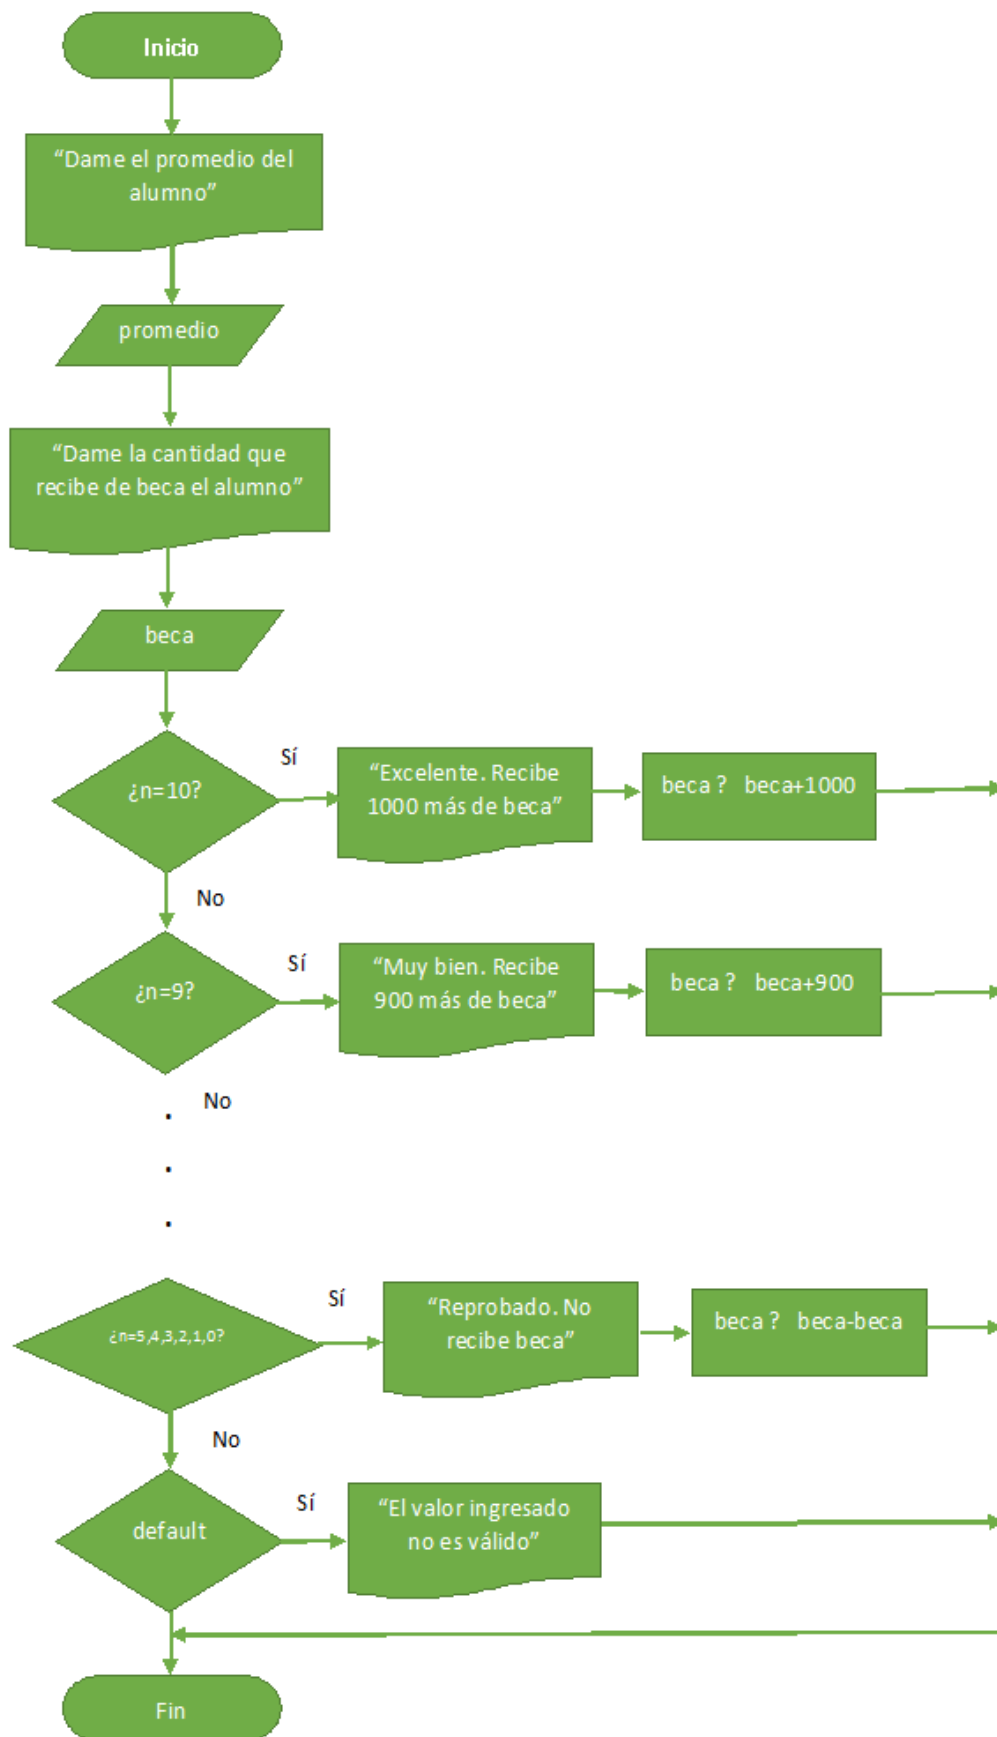 Inicio
“Dame el promedio del
alumno”
promedio
“Dame la cantidad que
recibe de beca el alumno”
beca
¿n=10?
Sí
“Excelente. Recibe
1000 más de beca”
beca ? beca+1000
No
¿n=9?
Sí
“Muy bien. Recibe
900 más de beca”
beca ? beca+900
No
.
.
.
¿n=5,4,3,2,1,0?
Sí
“Reprobado. No
recibe beca”
beca ? beca-beca
No
default
Sí
“El valor ingresado
no es válido”
Fin